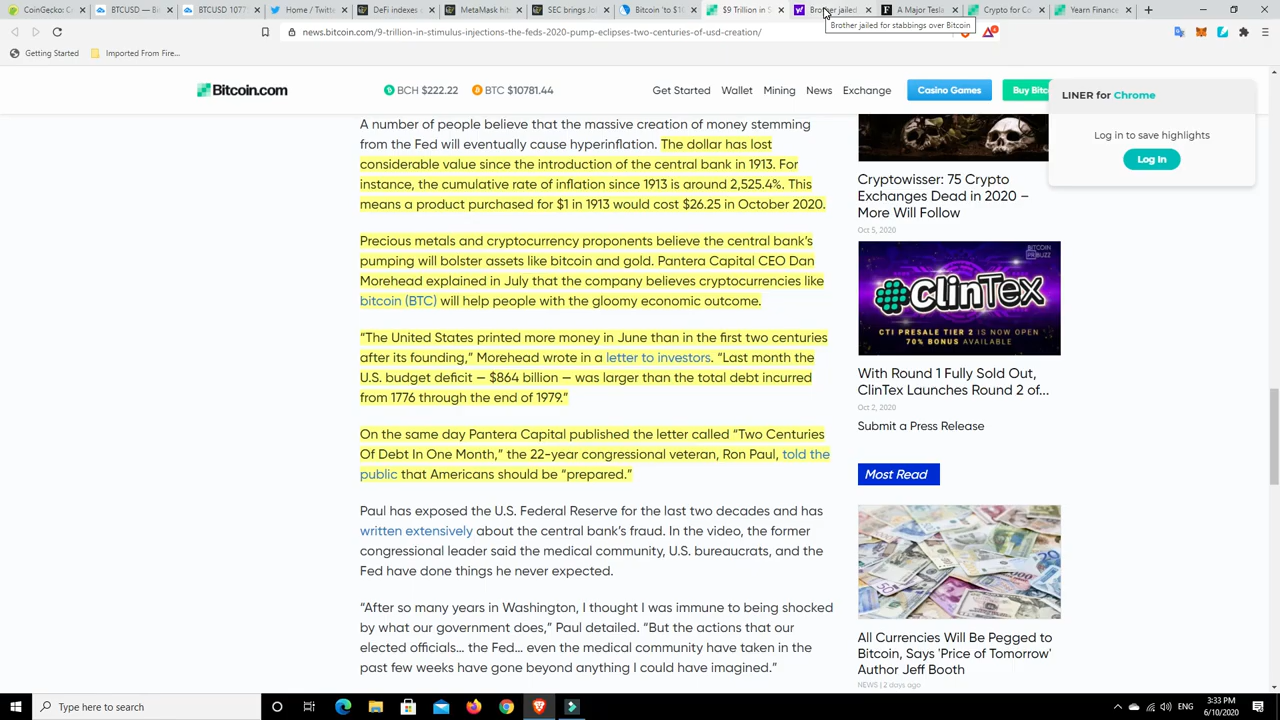 CoinGecko Ca
BTCUSD — B
BTCUSD 1077
Home / Twitte
DeFi indexes
MetaMask hit
SEC brings Jo
Bitcoin 'to $1
$9 Trillion in S
Brother jailed
A Major Tesla
Crypto for Co
Yearn Finance
news.bitcoin.com/9-trillion-in-stimulus-injections-the-feds-2020-pump-eclipses-two-centuries-of-usd-creation/
Brother jailed for stabbings over Bitcoin
Getting Started
Imported From Fire...
Bitcoin.com
BCH $222.22
BTC $10781.44
Get Started
Wallet
Mining
News
Exchange
Casino Games
Buy Bitc
LINER for Chrome
Log in to save highlights
Log In
A number of people believe that the massive creation of money stemming
from the Fed will eventually cause hyperinflation. The dollar has lost
considerable value since the introduction of the central bank in 1913. For
instance, the cumulative rate of inflation since 1913 is around 2,525.4%. This
means a product purchased for $1 in 1913 would cost $26.25 in October 2020.
Precious metals and cryptocurrency proponents believe the central bank's
pumping will bolster assets like bitcoin and gold. Pantera Capital CEO Dan
Morehead explained in July that the company believes cryptocurrencies like
bitcoin (BTC) will help people with the gloomy economic outcome.
“The United States printed more money in June than in the first two centuries
after its founding,” Morehead wrote in a letter to investors. “Last month the
U.S. budget deficit — $864 billion — was larger than the total debt incurred
from 1776 through the end of 1979.”
On the same day Pantera Capital published the letter called “Two Centuries
Of Debt In One Month,” the 22-year congressional veteran, Ron Paul, told the
public that Americans should be “prepared.”
Paul has exposed the U.S. Federal Reserve for the last two decades and has
written extensively about the central bank's fraud. In the video, the former
congressional leader said the medical community, U.S. bureaucrats, and the
Fed have done things he never expected.
“After so many years in Washington, I thought I was immune to being shocked
by what our government does,” Paul detailed. “But the actions that our
elected officials… the Fed… even the medical community have taken in the
past few weeks have gone beyond anything I could have imagined.”
Cryptowisser: 75 Crypto
Exchanges Dead in 2020 –
More Will Follow
Oct 5, 2020
BITCOIN
PRBUZZ
ClinTex
CTI PRESALE TIER 2 IS NOW OPEN
70% BONUS AVAILABLE
With Round 1 Fully Sold Out,
ClinTex Launches Round 2 of...
Oct 2, 2020
Submit a Press Release
Most Read
All Currencies Will Be Pegged to
Bitcoin, Says 'Price of Tomorrow'
Author Jeff Booth
NEWS | 2 days ago
Type here to search
ENG
3:33 PM
6/10/2020